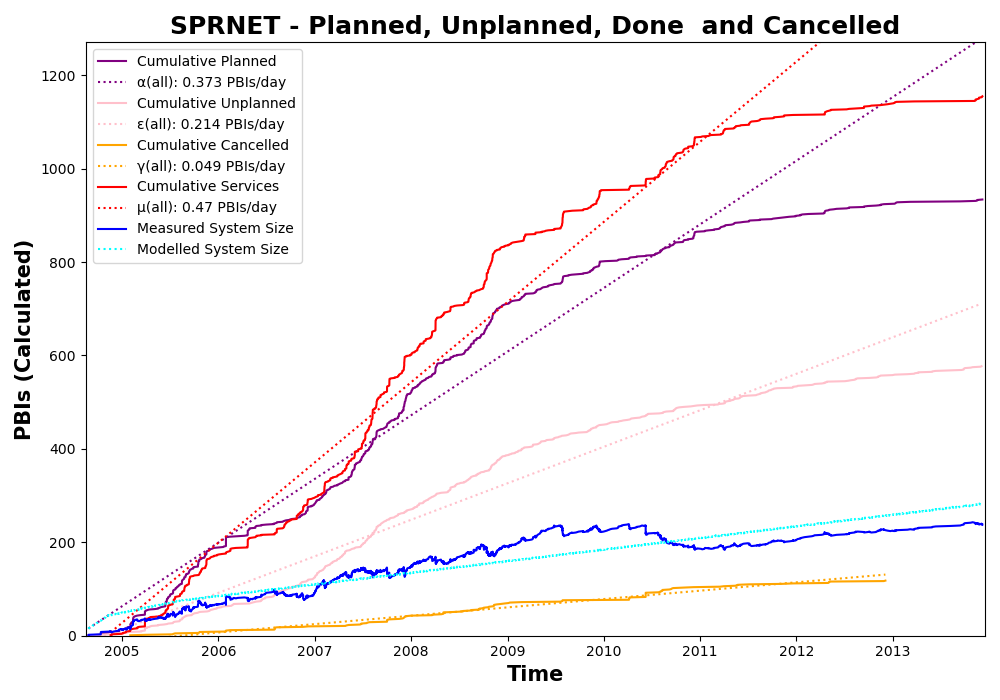 SPRNET - Planned, Unplanned, Done  and Cancelled
PBIs (Calculated)
1200
1000
800
600
400
200
0
Cumulative Planned
α(all): 0.373 PBIs/day
Cumulative Unplanned
ε(all): 0.214 PBIs/day
Cumulative Cancelled
γ(all): 0.049 PBIs/day
Cumulative Services
μ(all): 0.47 PBIs/day
Measured System Size
Modelled System Size
2005 2006 2007 2008 2009 2010 2011 2012 2013
Time